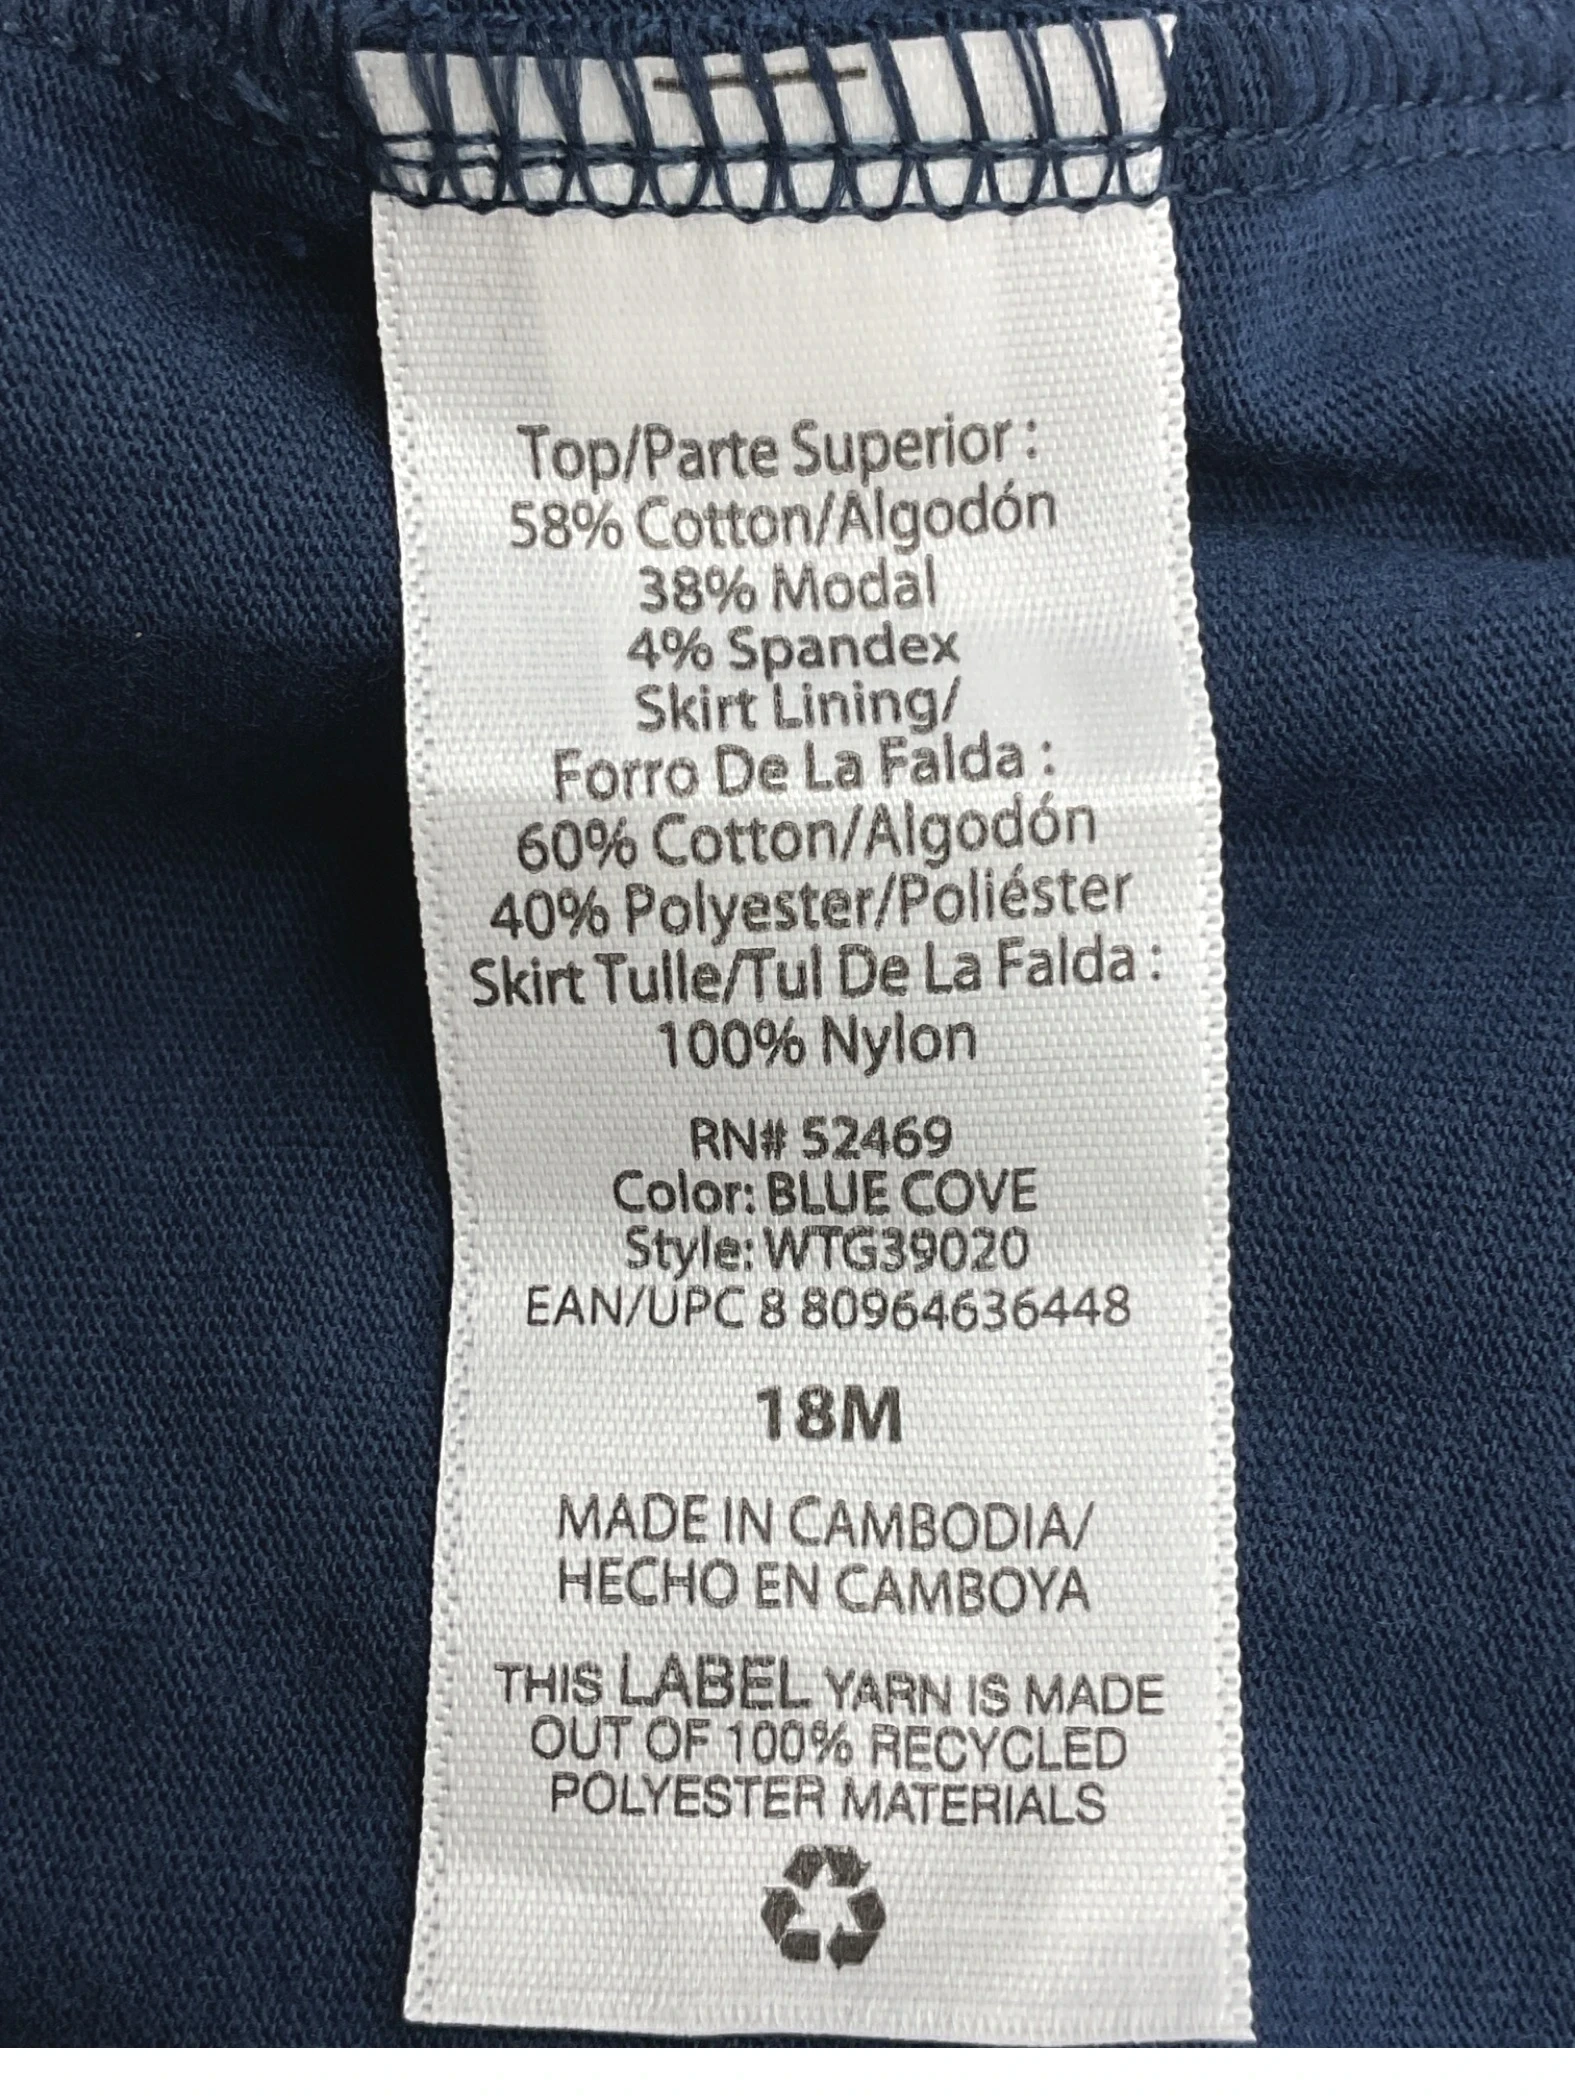 Top/Parte Superior :
58% Cotton/Algodón
38% Modal
4% Spandex
Skirt Lining/
Forro De La Falda :
60% Cotton/Algodón
40% Polyester/Poliéster
Skirt Tulle/Tul De La Falda :
100% Nylon
RN# 52469
Color: BLUE COVE
Style: WTG39020
EAN/UPC 8 80964636448
18M
MADE IN CAMBODIA/
HECHO EN CAMBOYA
THIS LABEL YARN IS MADE
OUT OF 100% RECYCLED
POLYESTER MATERIALS